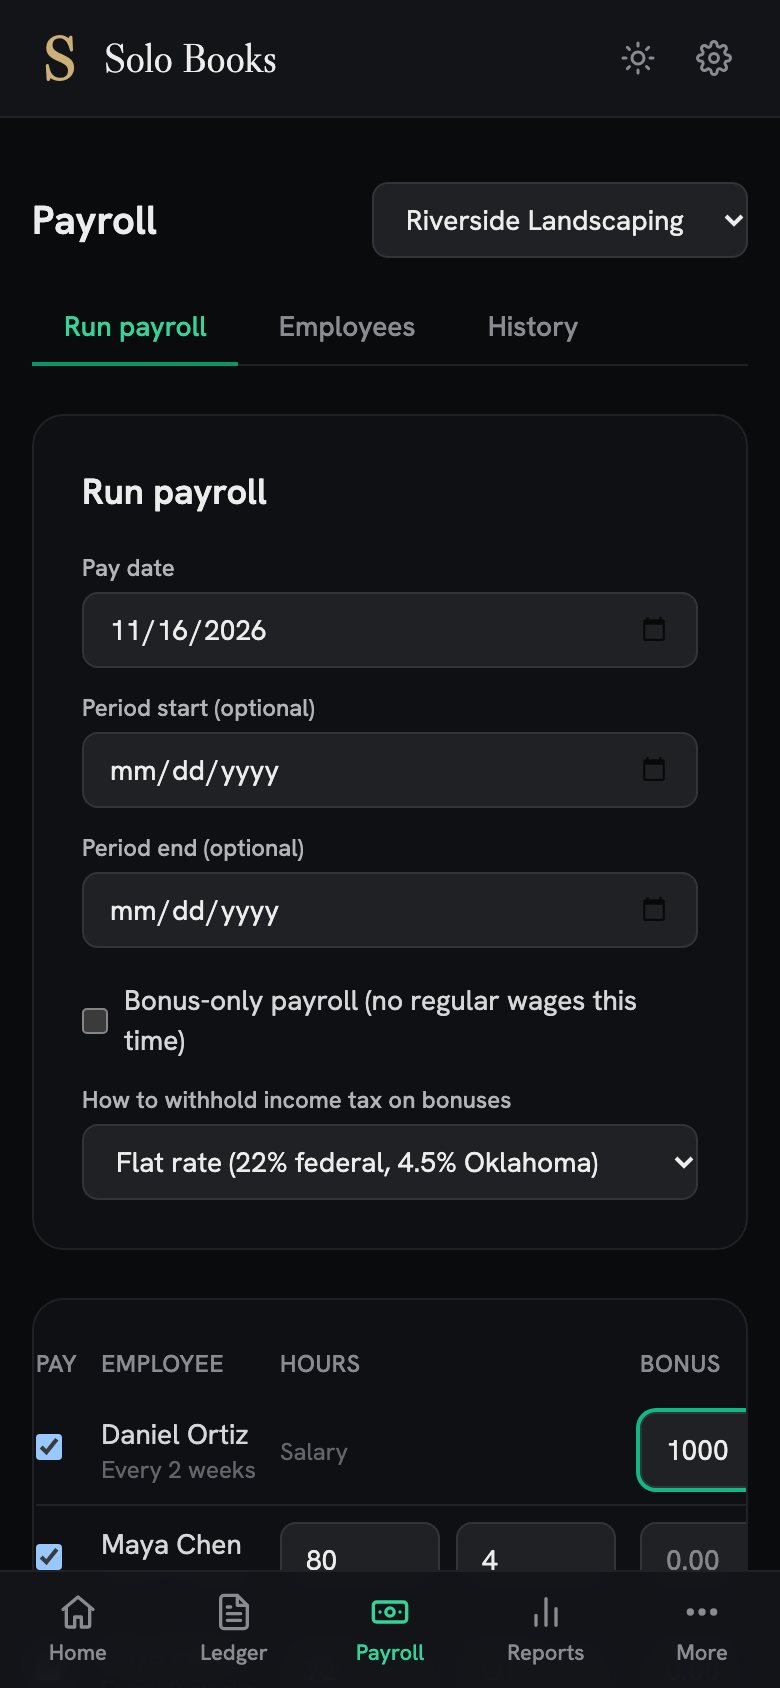 S Solo Books
Payroll
Riverside Landscaping
Run payroll Employees History
Run payroll
Pay date
11/16/2026
Period start (optional)
mm/dd/yyyy
Period end (optional)
mm/dd/yyyy
Bonus-only payroll (no regular wages this
time)
How to withhold income tax on bonuses
Flat rate (22% federal, 4.5% Oklahoma)
PAY EMPLOYEE HOURS BONUS
Daniel Ortiz
Every 2 weeks
Salary
1000
Maya Chen
80 4 0.00
Home Ledger Payroll Reports More